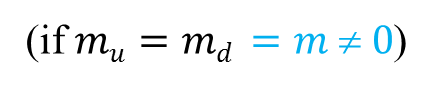 (if m_u = m_d = m ≠ 0)